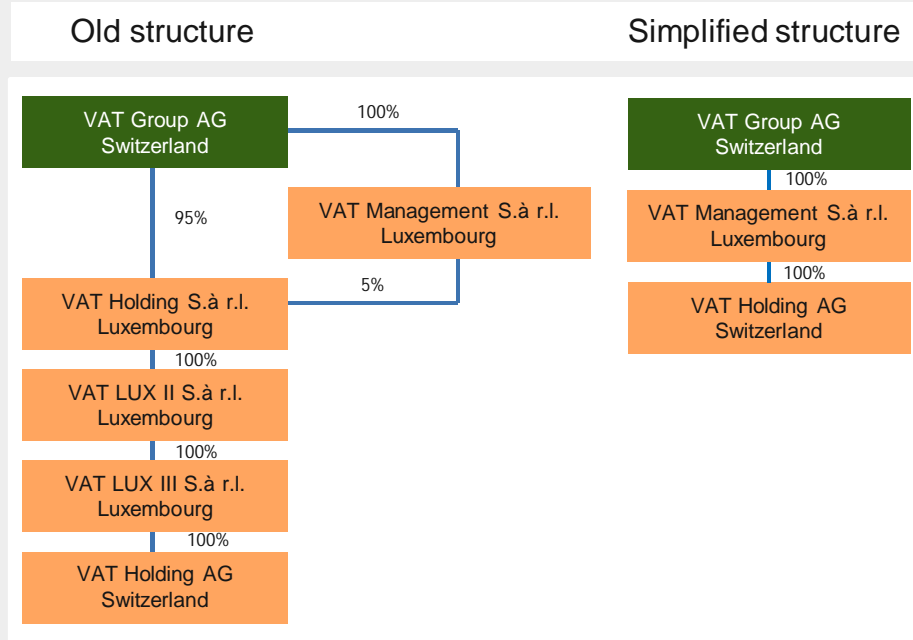 Old structure
Simplified structure
VAT Group AG
Switzerland
100%
95%
VAT Management S.à r.l.
Luxembourg
5%
VAT Holding S.à r.l.
Luxembourg
100%
VAT LUX II S.à r.l.
Luxembourg
100%
VAT LUX III S.à r.l.
Luxembourg
100%
VAT Holding AG
Switzerland
VAT Group AG
Switzerland
100%
VAT Management S.à r.l.
Luxembourg
100%
VAT Holding AG
Switzerland